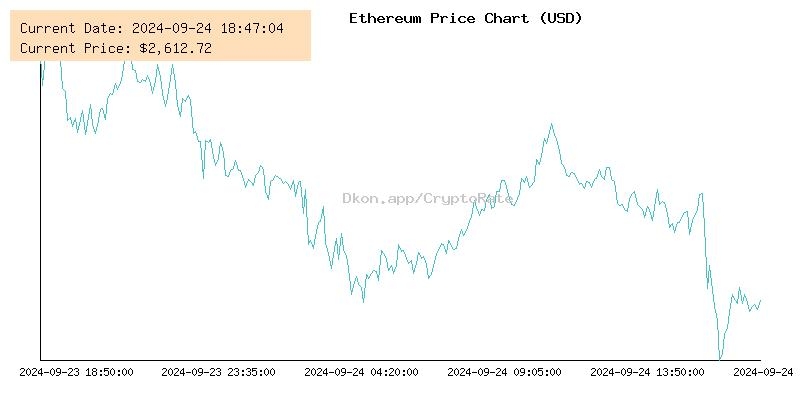 Ethereum Price Chart (USD)
Current Date: 2024-09-24 18:47:04
Current Price: $2,612.72
Dkon.app/CryptoRate
2024-09-23 18:50:00 2024-09-23 23:35:00 2024-09-24 04:20:00 2024-09-24 09:05:00 2024-09-24 13:50:00 2024-09-24